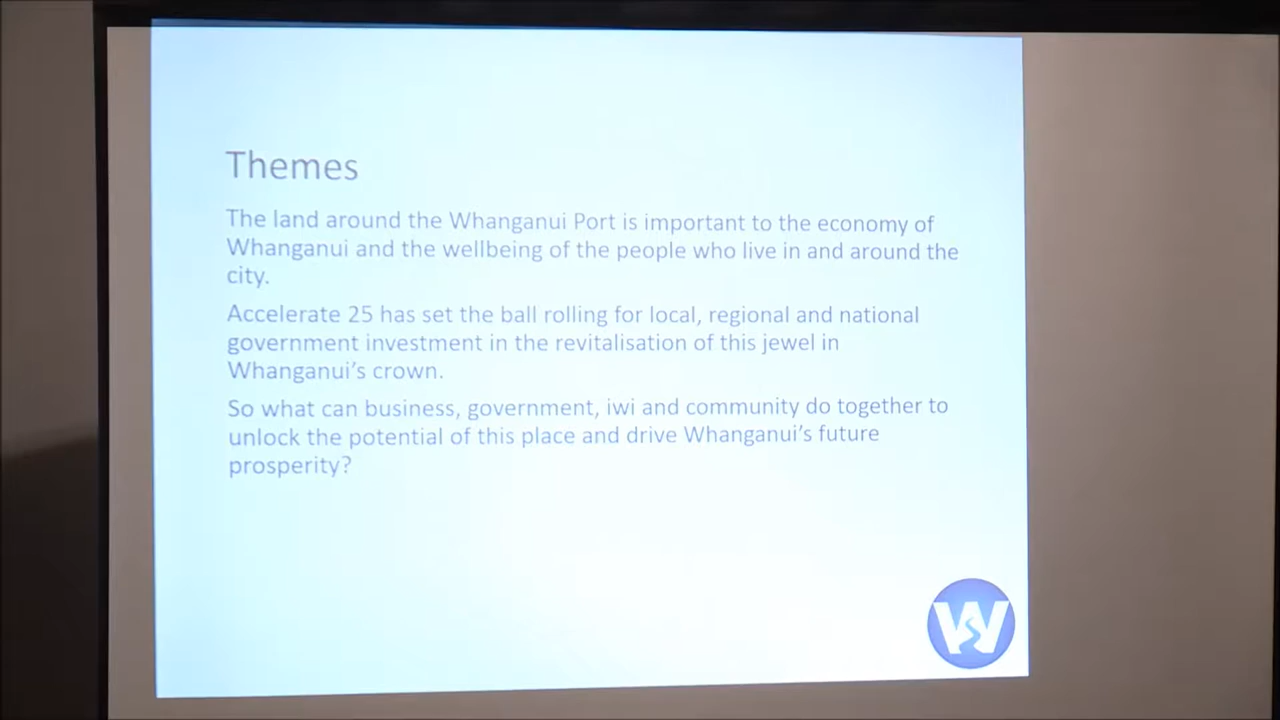 Themes
The land around the Whanganui Port is important to the economy of
Whanganui and the wellbeing of the people who live in and around the
city.
Accelerate 25 has set the ball rolling for local, regional and national
government investment in the revitalisation of this jewel in
Whanganui's crown.
So what can business, government, iwi and community do together to
unlock the potential of this place and drive Whanganui's future
prosperity?
W